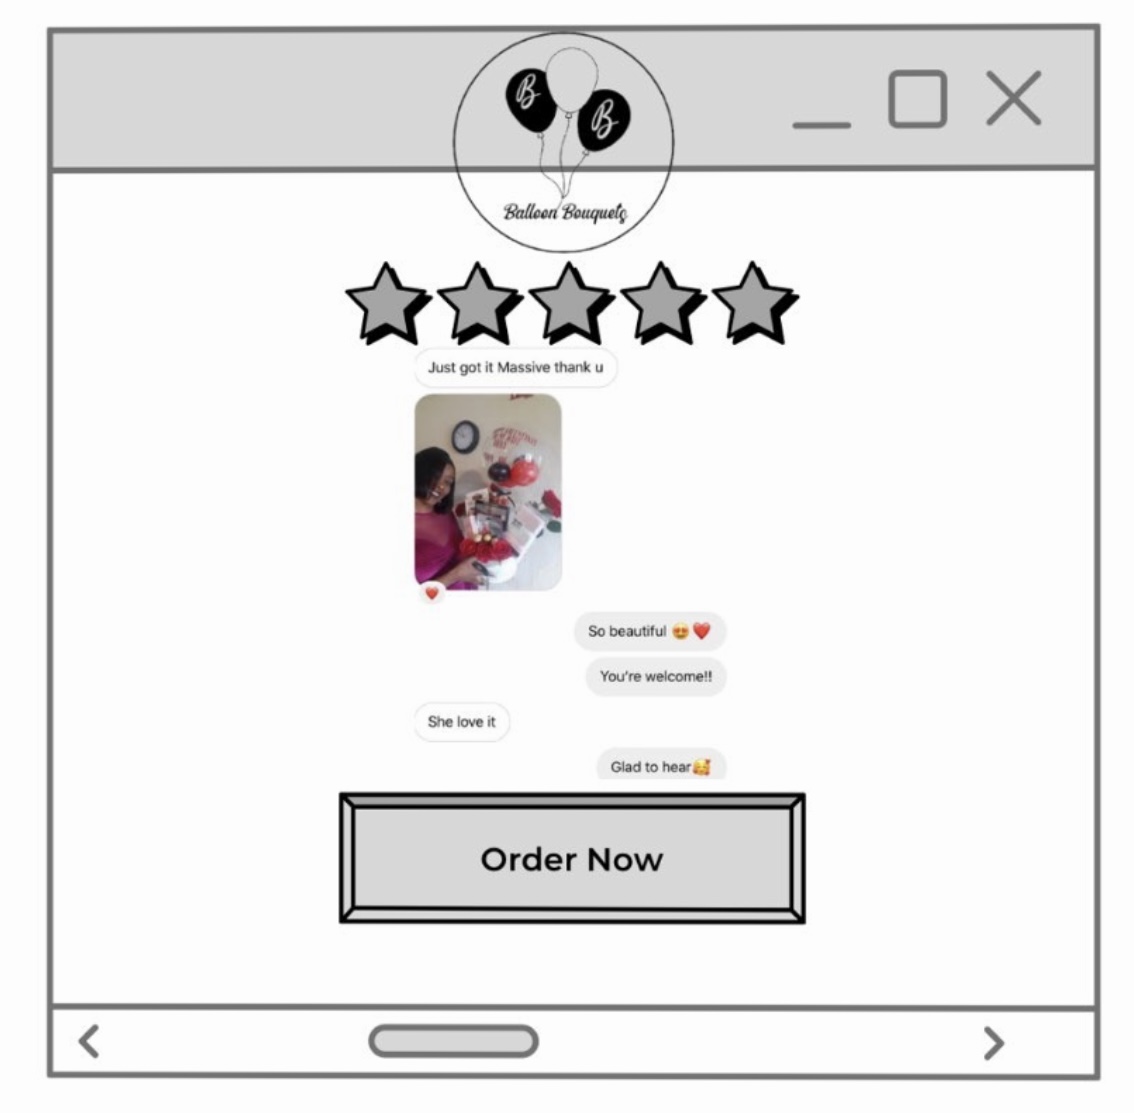 B
B
Balloon Bouquets
Just got it Massive thank u
So beautiful 😍 ❤️
You're welcome!!
She love it
Glad to hear🥰
Order Now